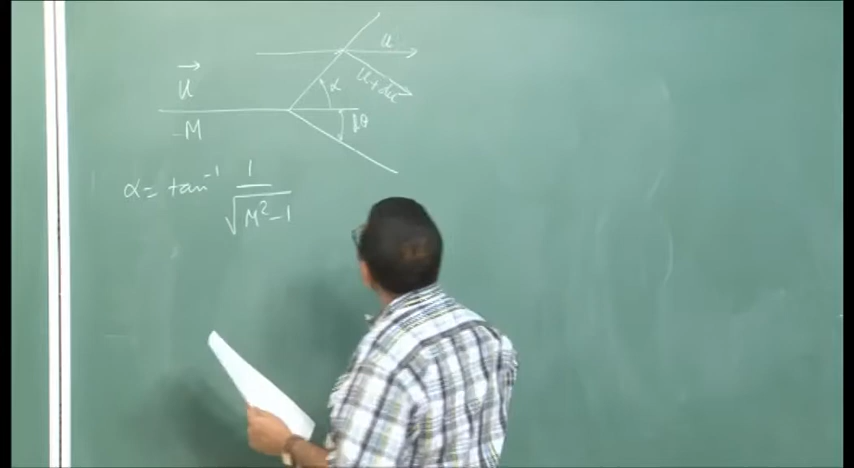 u
u
u+du
α
dθ
M
α = tan⁻¹ 1/√(M²-1)